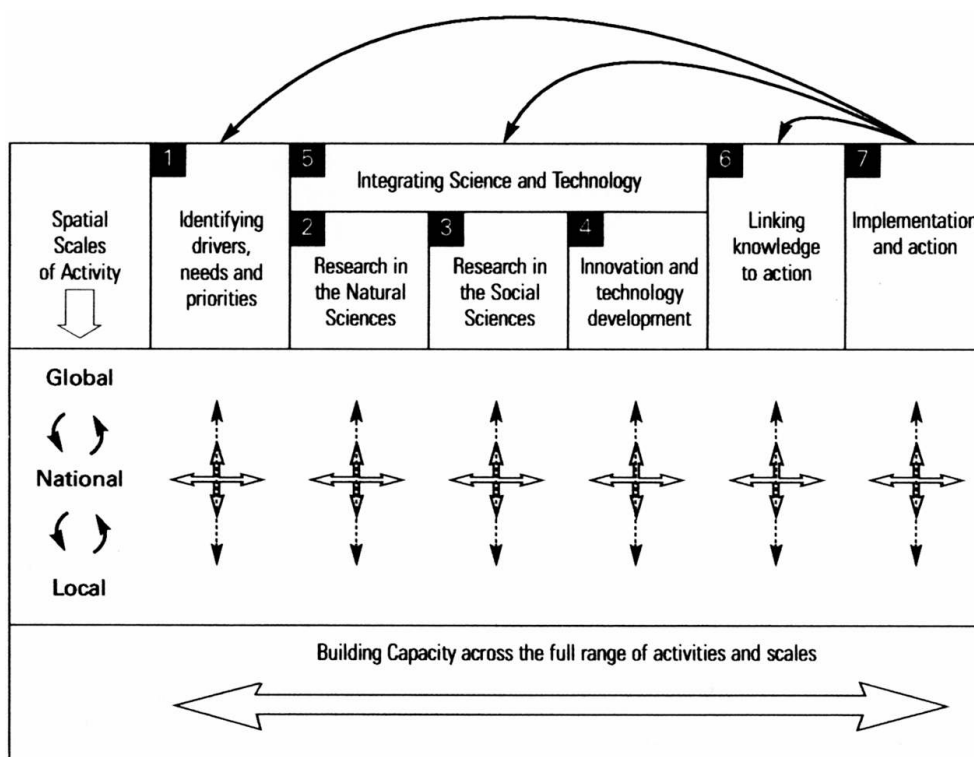 1
5
6
7
Integrating Science and Technology
Spatial
Scales
of Activity
Identifying
drivers,
needs and
priorities
2
3
4
Research in
the Natural
Sciences
Research in
the Social
Sciences
Innovation and
technology
development
Linking
knowledge
to action
Implementation
and action
Global
National
Local
Building Capacity across the full range of activities and scales